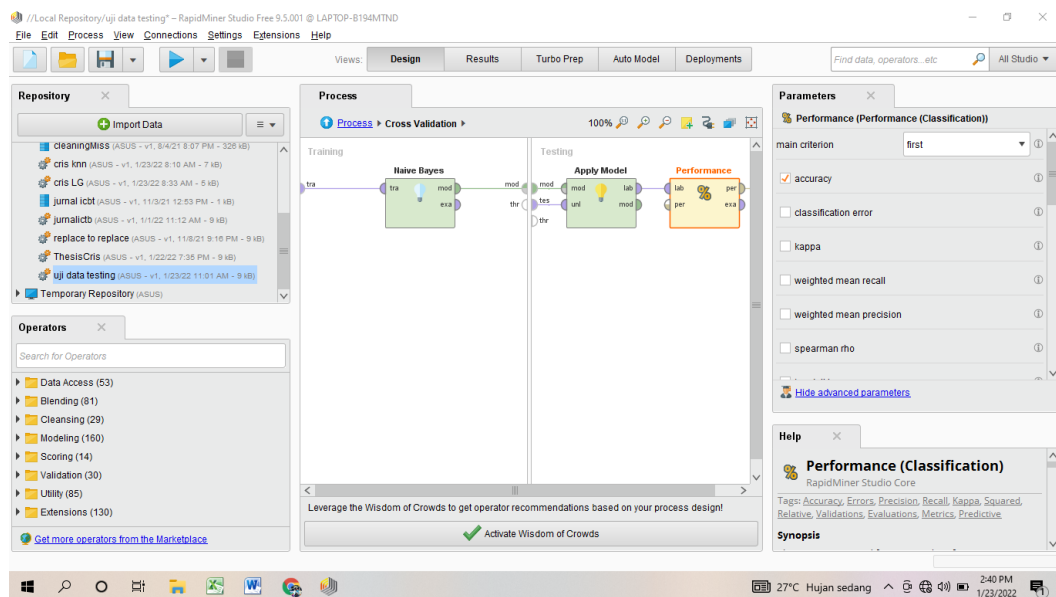 //Local Repository/uji data testing* – RapidMiner Studio Free 9.5.001 @ LAPTOP-B194MTND
File Edit Process View Connections Settings Extensions Help
Views: Design Results Turbo Prep Auto Model Deployments
Find data, operators...etc
All Studio
Repository
Import Data
cleaningMiss (ASUS - v1, 8/4/21 8:07 PM - 326 kB)
cris knn (ASUS - v1, 1/23/22 8:10 AM - 7 kB)
cris LG (ASUS - v1, 1/23/22 8:33 AM - 5 kB)
jurnal icbt (ASUS - v1, 11/3/21 12:53 PM - 1 kB)
jurnalictb (ASUS - v1, 1/1/22 11:12 AM - 9 kB)
replace to replace (ASUS - v1, 11/8/21 9:16 PM - 9 kB)
ThesisCris (ASUS - v1, 1/22/22 7:35 PM - 9 kB)
uji data testing (ASUS - v1, 1/23/22 11:01 AM - 9 kB)
Temporary Repository (ASUS)
Operators
Search for Operators
Data Access (53)
Blending (81)
Cleansing (29)
Modeling (160)
Scoring (14)
Validation (30)
Utility (85)
Extensions (130)
Get more operators from the Marketplace
Process
Process Cross Validation
100%
Training
Testing
Naive Bayes
Apply Model
Performance
tra
tra
mod
exa
mod
thr
mod
tes
thr
mod
unl
lab
mod
lab
per
per
exa
Leverage the Wisdom of Crowds to get operator recommendations based on your process design!
Activate Wisdom of Crowds
Parameters
Performance (Performance (Classification))
main criterion
first
accuracy
classification error
kappa
weighted mean recall
weighted mean precision
spearman rho
Hide advanced parameters
Help
Performance (Classification)
RapidMiner Studio Core
Tags: Accuracy, Errors, Precision, Recall, Kappa, Squared,
Relative, Validations, Evaluations, Metrics, Predictive
Synopsis
27°C Hujan sedang
2:40 PM
1/23/2022